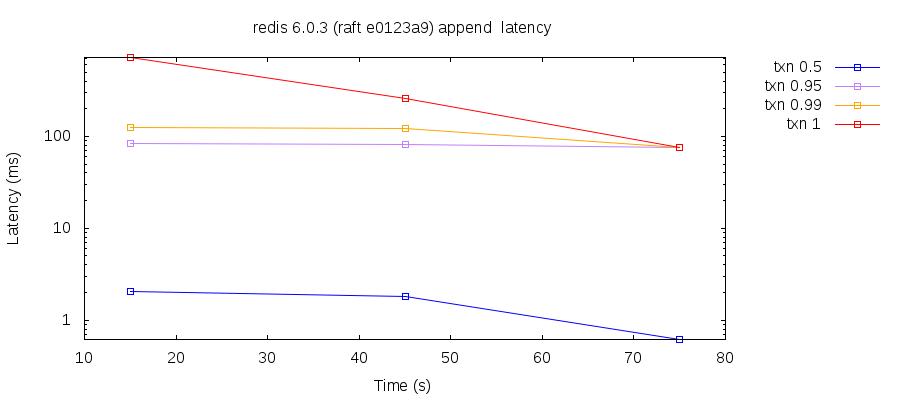 redis 6.0.3 (raft e0123a9) append  latency
txn 0.5
txn 0.95
txn 0.99
txn 1
Latency (ms)
100
10
1
10 20 30 40 50 60 70 80
Time (s)